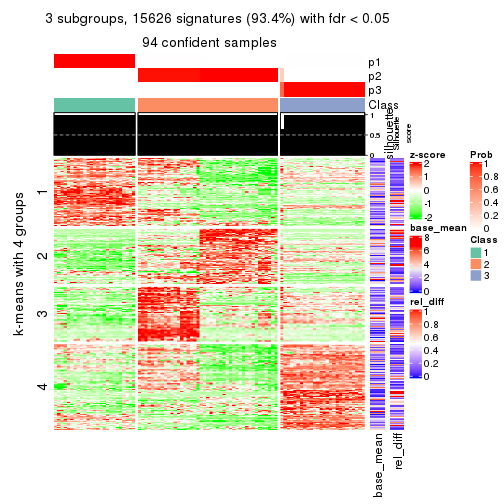 3 subgroups, 15626 signatures (93.4%) with fdr < 0.05
94 confident samples
p1
p2
p3
Class
1
0.5
0
silhouette
Silhouette
score
k-means with 4 groups
1
2
3
4
base_mean
rel_diff
z-score
2
1
0
-1
-2
base_mean
8
6
4
2
0
rel_diff
1
0.8
0.6
0.4
0.2
0
Prob
1
0.8
0.6
0.4
0.2
0
Class
1
2
3